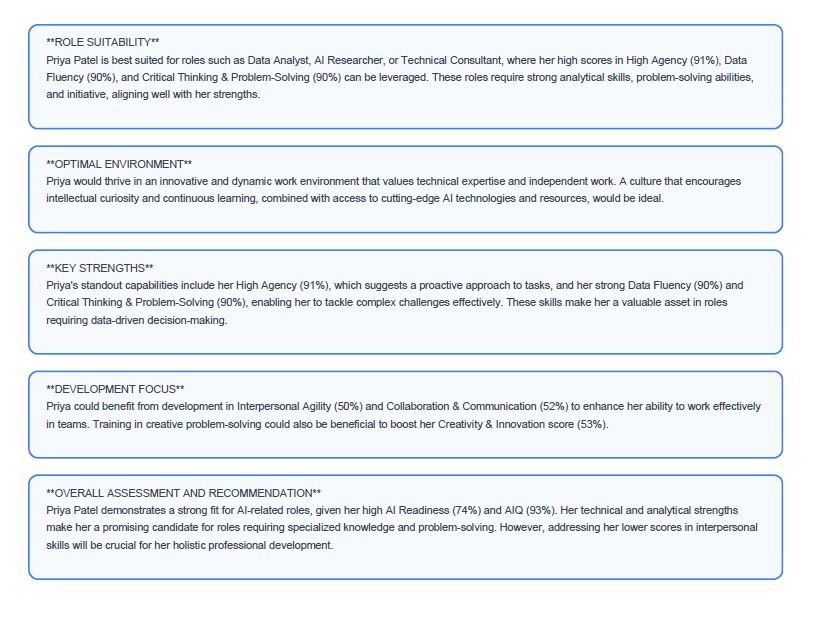 **ROLE SUITABILITY**
Priya Patel is best suited for roles such as Data Analyst, AI Researcher, or Technical Consultant, where her high scores in High Agency (91%), Data
Fluency (90%), and Critical Thinking & Problem-Solving (90%) can be leveraged. These roles require strong analytical skills, problem-solving abilities,
and initiative, aligning well with her strengths.
**OPTIMAL ENVIRONMENT**
Priya would thrive in an innovative and dynamic work environment that values technical expertise and independent work. A culture that encourages
intellectual curiosity and continuous learning, combined with access to cutting-edge AI technologies and resources, would be ideal.
**KEY STRENGTHS**
Priya's standout capabilities include her High Agency (91%), which suggests a proactive approach to tasks, and her strong Data Fluency (90%) and
Critical Thinking & Problem-Solving (90%), enabling her to tackle complex challenges effectively. These skills make her a valuable asset in roles
requiring data-driven decision-making.
**DEVELOPMENT FOCUS**
Priya could benefit from development in Interpersonal Agility (50%) and Collaboration & Communication (52%) to enhance her ability to work effectively
in teams. Training in creative problem-solving could also be beneficial to boost her Creativity & Innovation score (53%).
**OVERALL ASSESSMENT AND RECOMMENDATION**
Priya Patel demonstrates a strong fit for AI-related roles, given her high AI Readiness (74%) and AIQ (93%). Her technical and analytical strengths
make her a promising candidate for roles requiring specialized knowledge and problem-solving. However, addressing her lower scores in interpersonal
skills will be crucial for her holistic professional development.